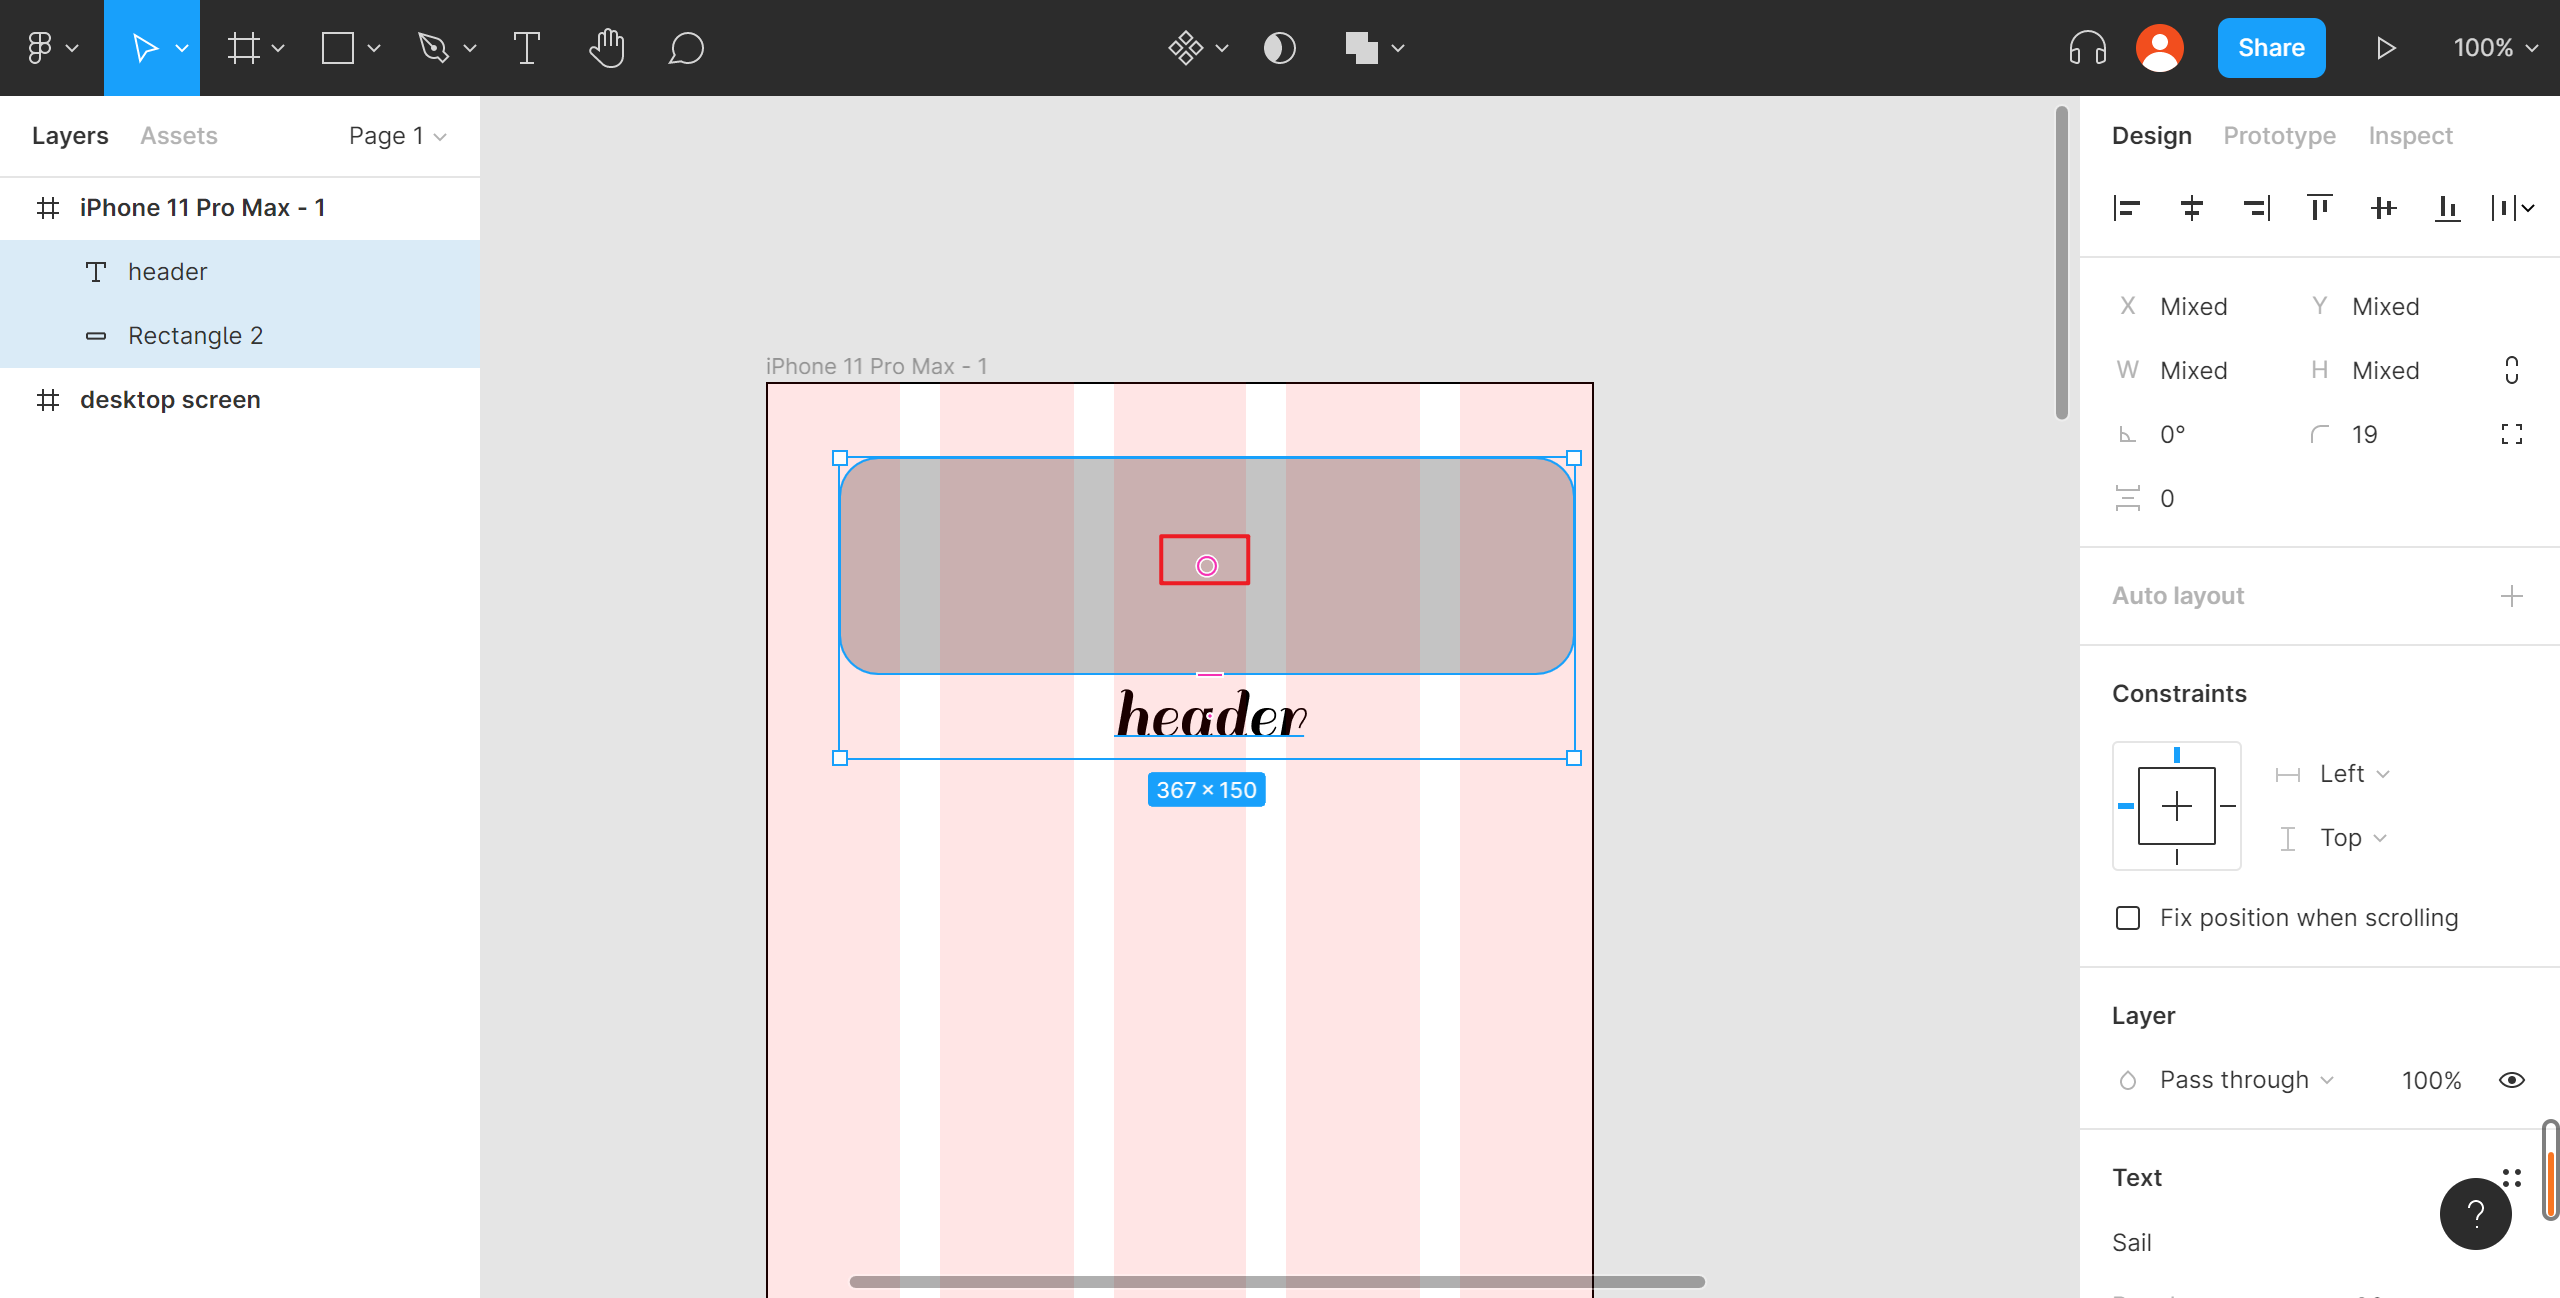 Share
100%
Layers
Assets
Page 1
iPhone 11 Pro Max - 1
header
Rectangle 2
desktop screen
iPhone 11 Pro Max - 1
header
367 × 150
Design
Prototype
Inspect
X Mixed
Y Mixed
W Mixed
H Mixed
0°
19
0
Auto layout
Constraints
Left
Top
Fix position when scrolling
Layer
Pass through
100%
Text
?
Sail